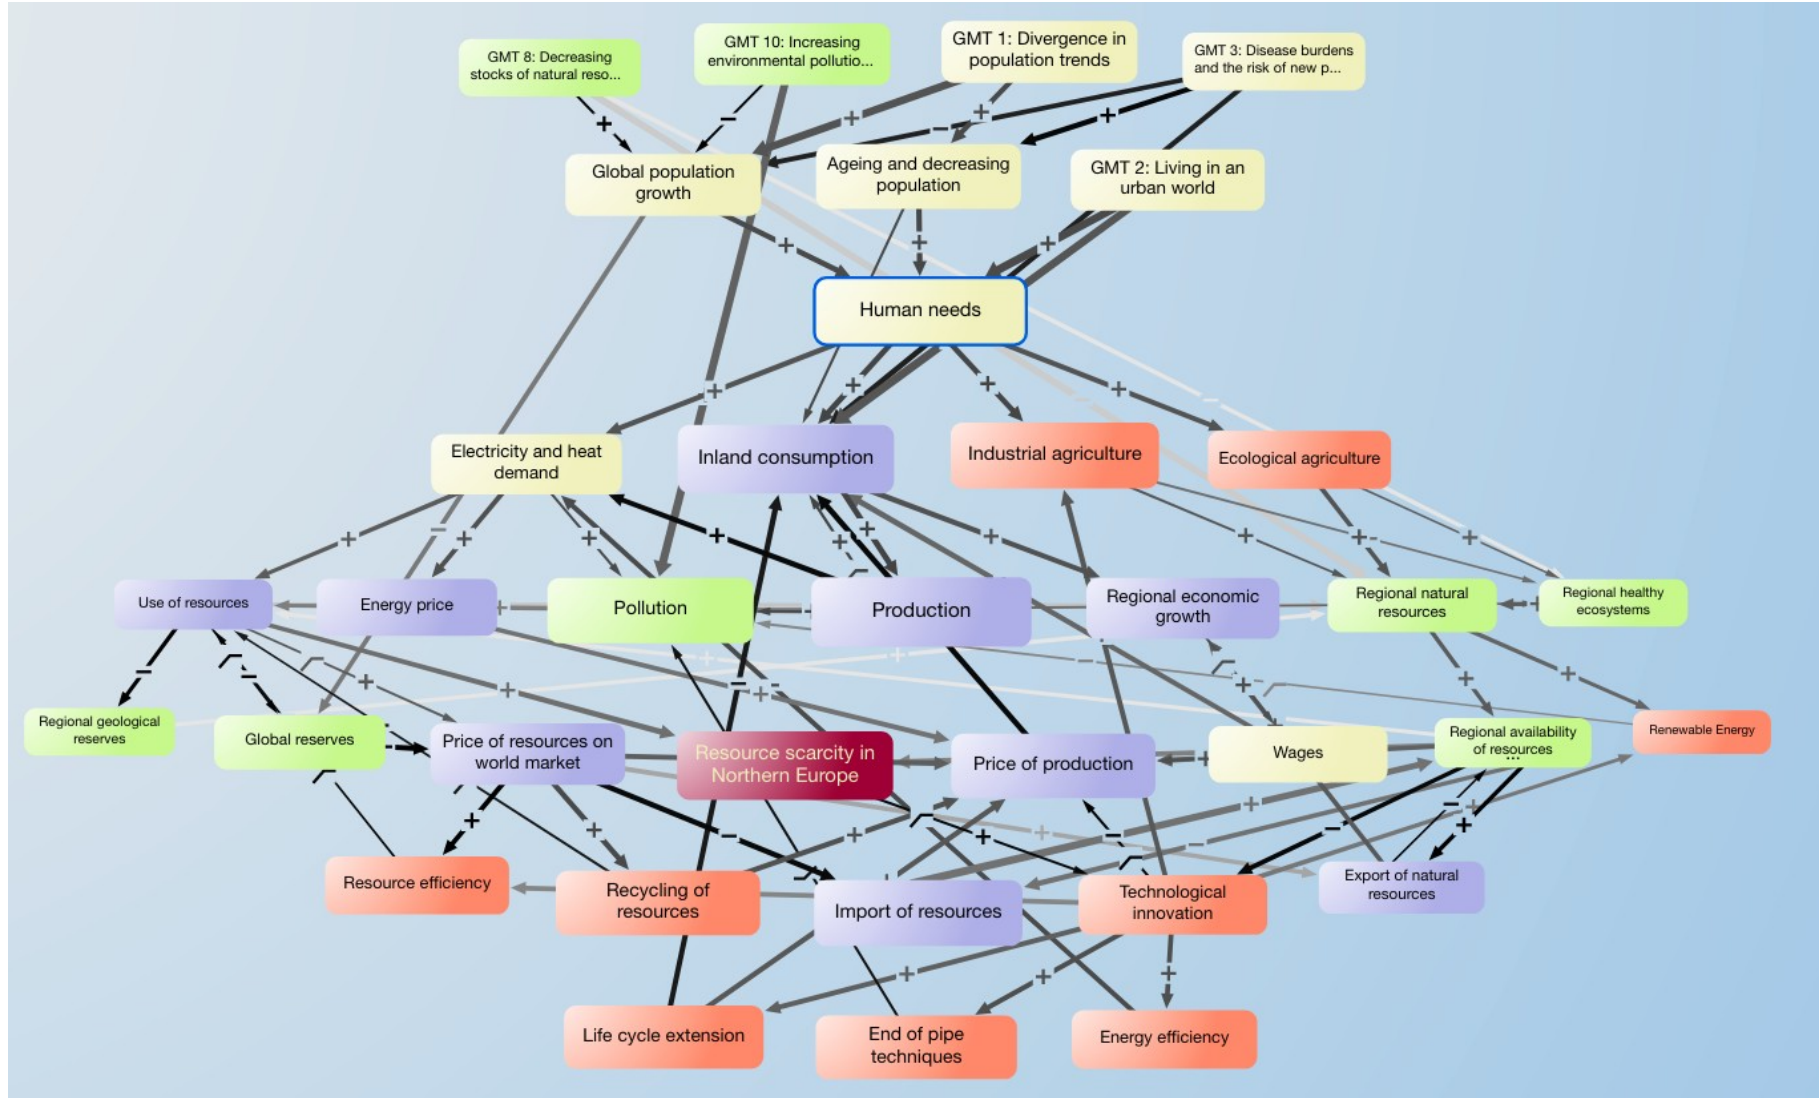 GMT 8: Decreasing
stocks of natural reso...
GMT 10: Increasing
environmental pollutio...
GMT 1: Divergence in
population trends
GMT 3: Disease burdens
and the risk of new p...
Global population
growth
Ageing and decreasing
population
GMT 2: Living in an
urban world
Human needs
Electricity and heat
demand
Inland consumption
Industrial agriculture
Ecological agriculture
Use of resources
Energy price
Pollution
Production
Regional economic
growth
Regional natural
resources
Regional healthy
ecosystems
Regional geological
reserves
Global reserves
Price of resources on
world market
Resource scarcity in
Northern Europe
Price of production
Wages
Regional availability
of resources
...
Renewable Energy
Resource efficiency
Recycling of
resources
Import of resources
Technological
innovation
Export of natural
resources
Life cycle extension
End of pipe
techniques
Energy efficiency